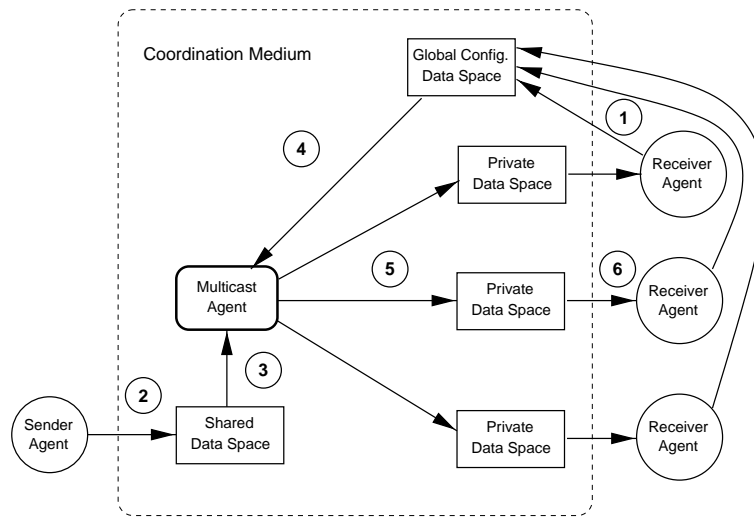 Coordination Medium
Global Config.
Data Space
1
4
Private
Data Space
Receiver
Agent
Multicast
Agent
5
Private
Data Space
6
Receiver
Agent
3
2
Sender
Agent
Shared
Data Space
Private
Data Space
Receiver
Agent